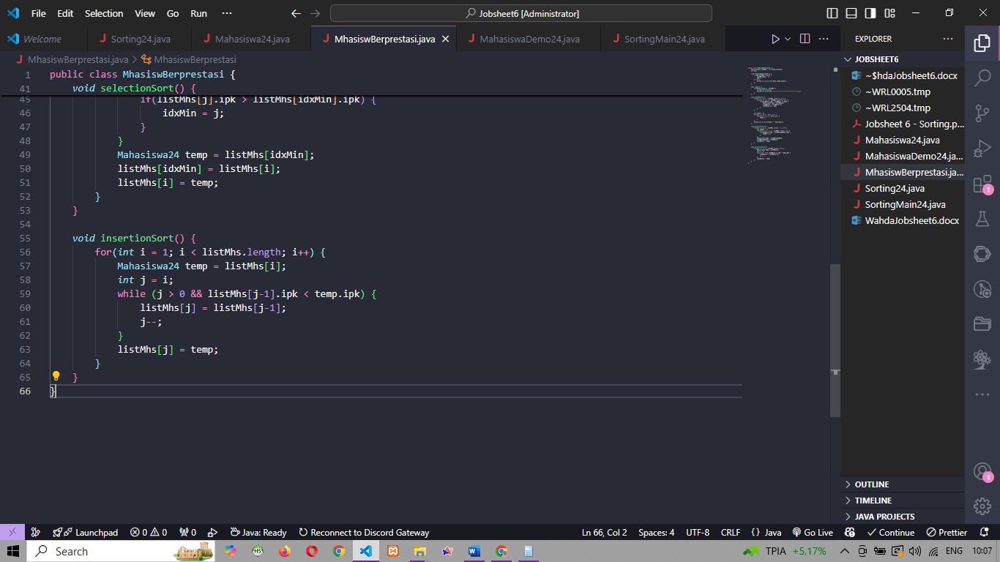 File Edit Selection View Go Run ··· Jobsheet6 [Administrator]
Welcome Sorting24.java Mahasiswa24.java MhasiswBerprestasi.java MahasiswaDemo24.java SortingMain24.java
MhasiswBerprestasi.java > MhasiswBerprestasi
1 public class MhasiswBerprestasi {
41 void selectionSort() {
45 if(listMhs[j].ipk > listMhs[idxMin].ipk) {
46 idxMin = j;
47 }
48 }
49 Mahasiswa24 temp = listMhs[idxMin];
50 listMhs[idxMin] = listMhs[i];
51 listMhs[i] = temp;
52 }
53 }
54
55 void insertionSort() {
56 for(int i = 1; i < listMhs.length; i++) {
57 Mahasiswa24 temp = listMhs[i];
58 int j = i;
59 while (j > 0 && listMhs[j-1].ipk < temp.ipk) {
60 listMhs[j] = listMhs[j-1];
61 j--;
62 }
63 listMhs[j] = temp;
64 }
65 }
66 }
EXPLORER ···
JOBSHEET6
~$hdaJobsheet6.docx
~WRL0005.tmp
~WRL2504.tmp
Jobsheet 6 - Sorting.p...
Mahasiswa24.java
MahasiswaDemo24.ja...
MhasiswBerprestasi.ja...
Sorting24.java
SortingMain24.java
WahdaJobsheet6.docx
OUTLINE
TIMELINE
JAVA PROJECTS
1
1
Launchpad 0 0 0 Java: Ready Reconnect to Discord Gateway Ln 66, Col 2 Spaces: 4 UTF-8 CRLF {} Java Go Live Continue Prettier
Search TPIA +5,17% ENG 10:07